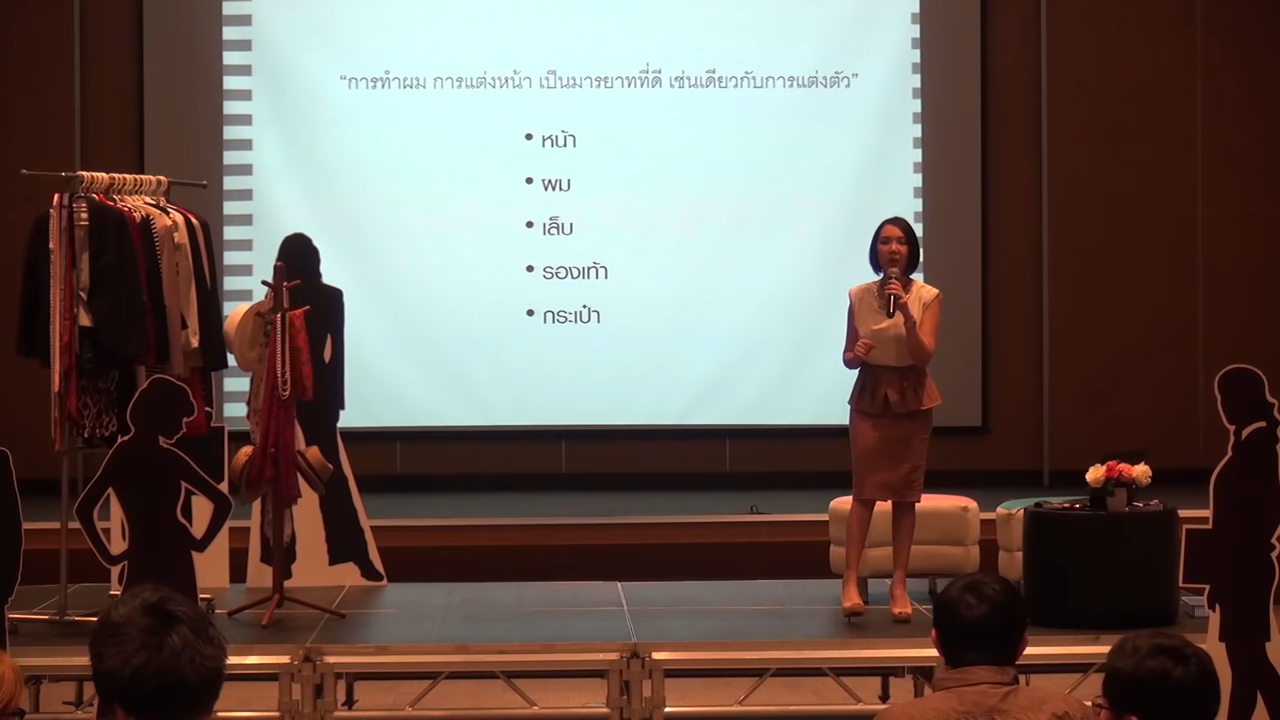 “การทำผม การแต่งหน้า เป็นมารยาทที่ดี เช่นเดียวกับการแต่งตัว”
• หน้า
• ผม
• เล็บ
• รองเท้า
• กระเป๋า